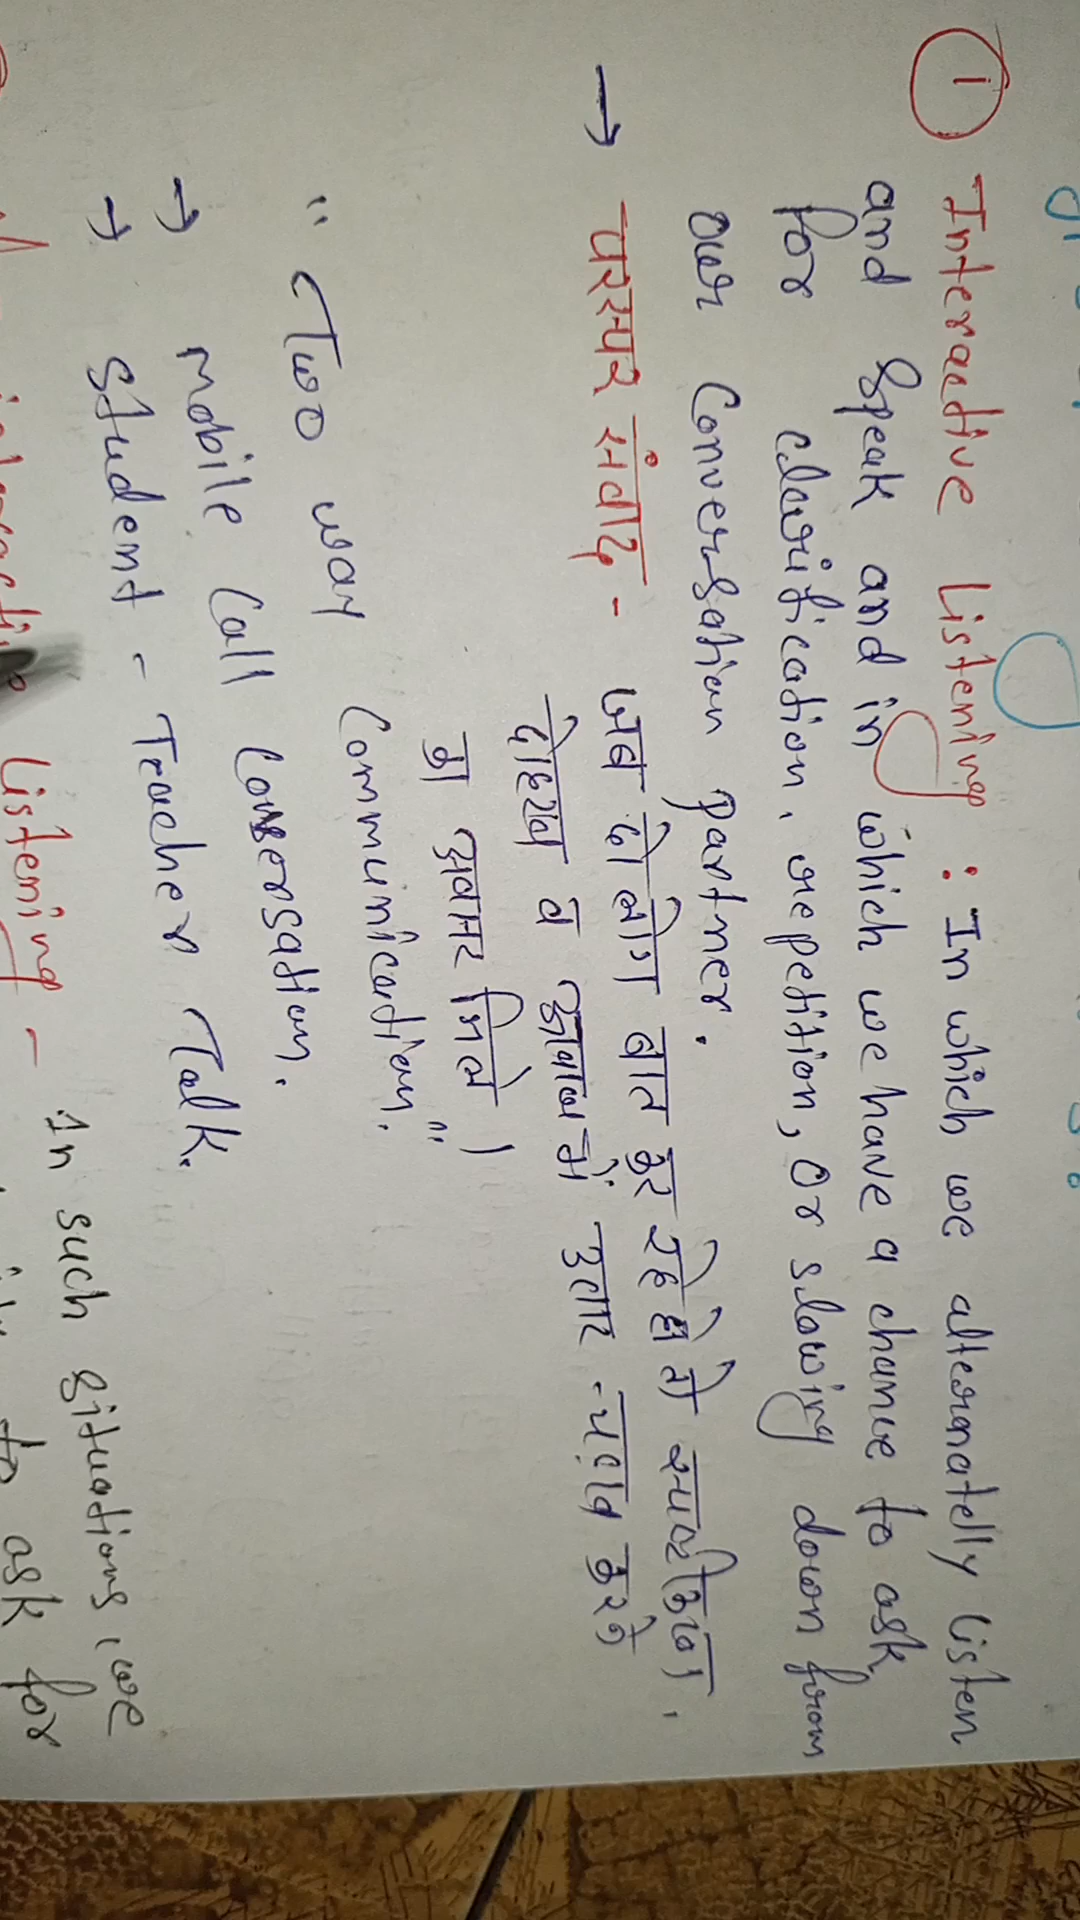 ① Interactive Listening : In which we alternatelly listen
and speak and in which we have a chance to ask
for clarification, repetition, or slowing down from
our Conversation partner.
→ परस्पर संवाद - जब दो लोग बात कर रहे हो तो स्पष्टीकरण,
दोहराव व आवाज में उतार-चढ़ाव करने
का अवसर मिले।
" Two way Communication."
→ Mobile Call Conversation.
→ Student - Teacher Talk.
Listening - In such situations, we
to ask for